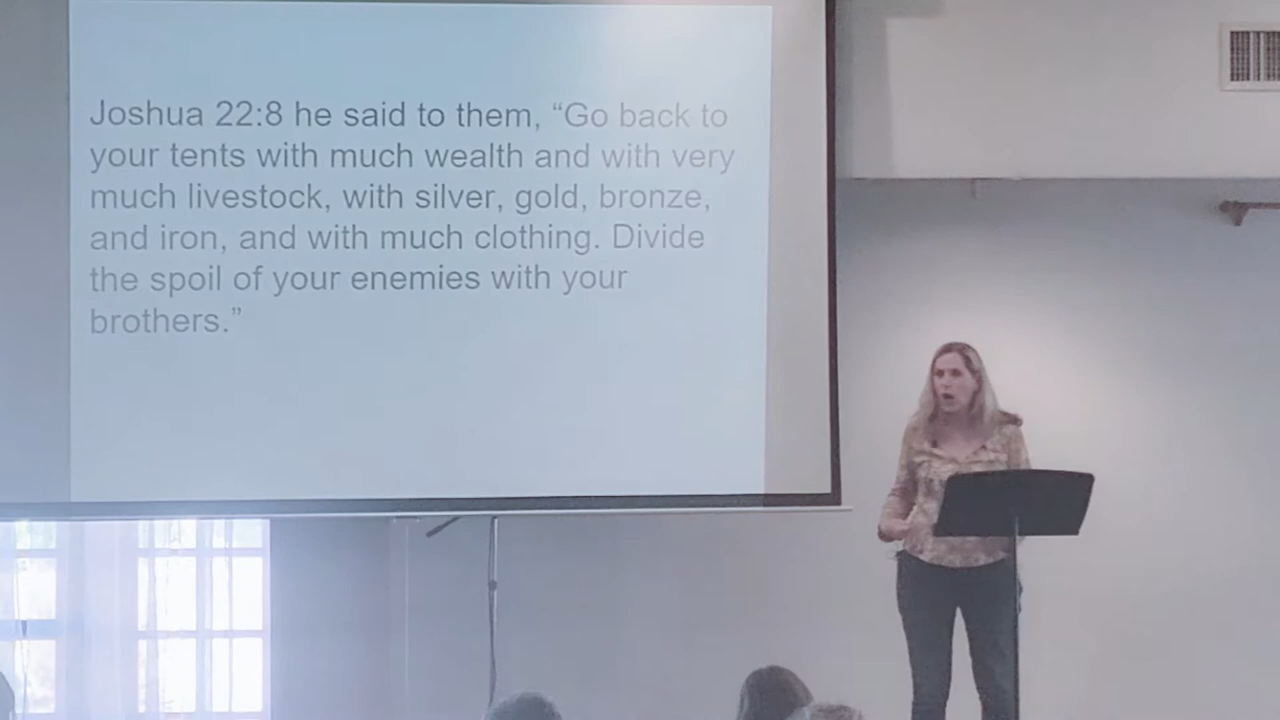 Joshua 22:8 he said to them, “Go back to
your tents with much wealth and with very
much livestock, with silver, gold, bronze,
and iron, and with much clothing. Divide
the spoil of your enemies with your
brothers.”